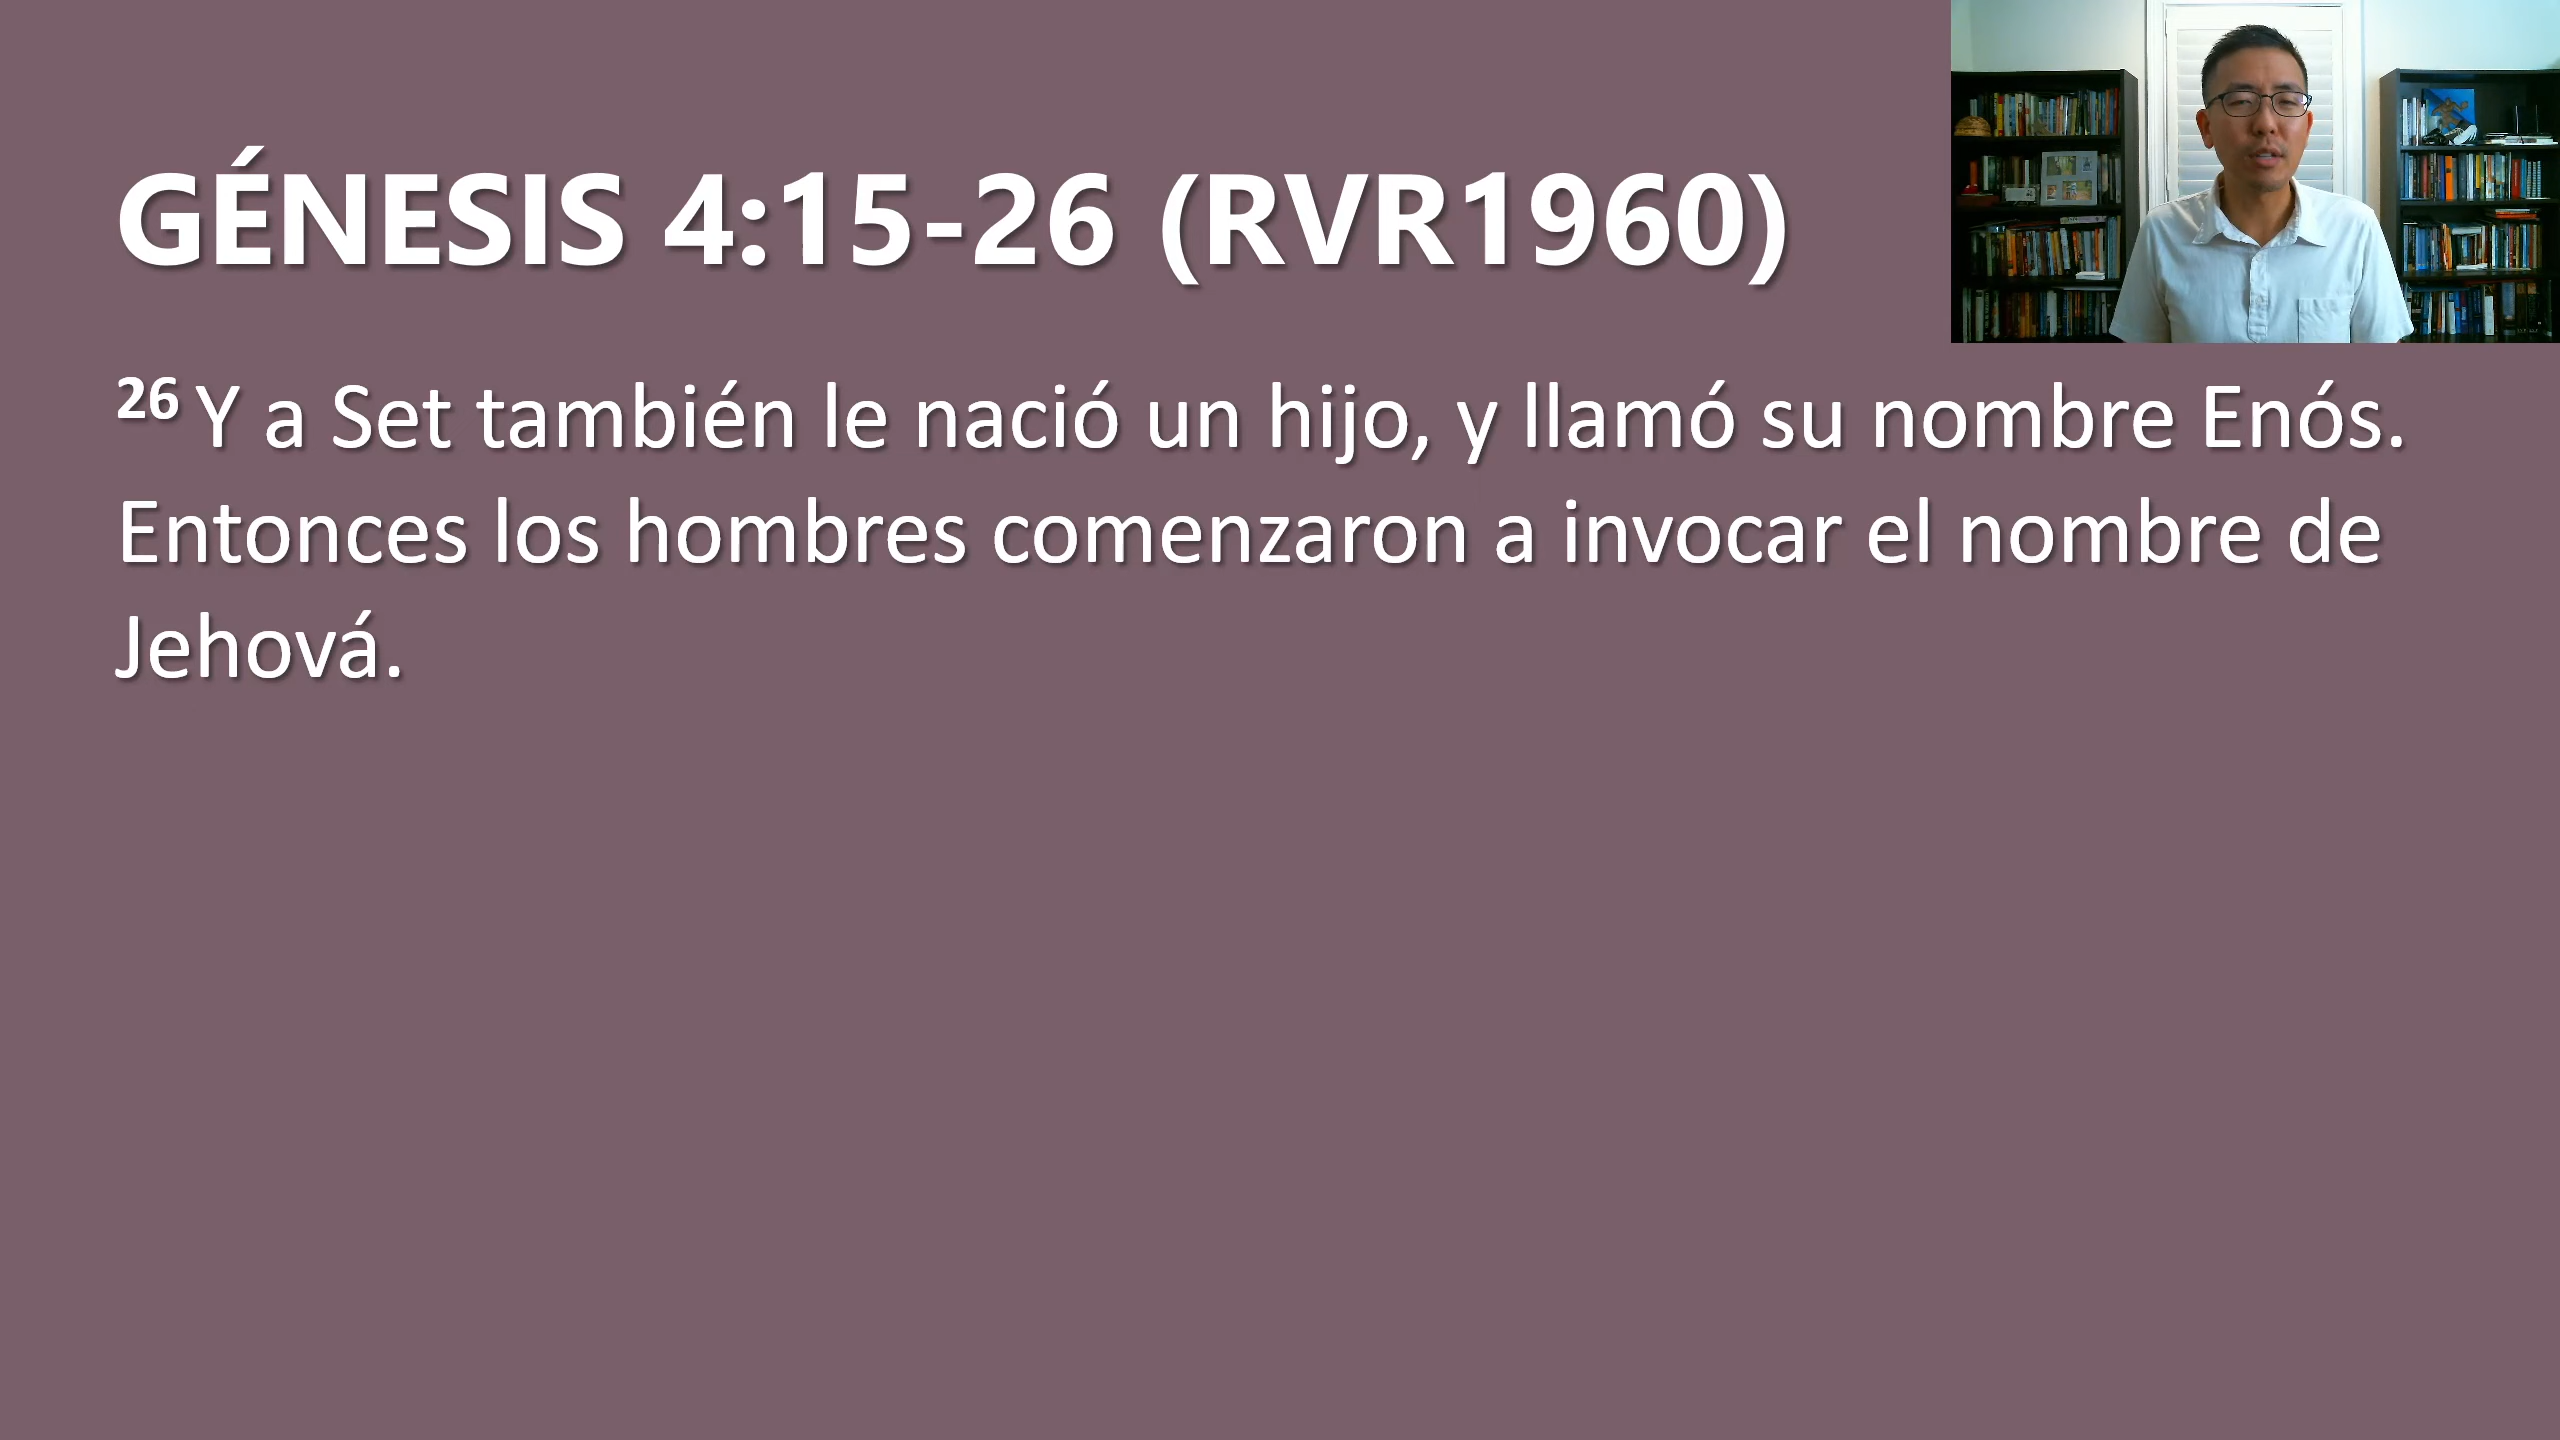 GÉNESIS 4:15-26 (RVR1960)
26 Y a Set también le nació un hijo, y llamó su nombre Enós.
Entonces los hombres comenzaron a invocar el nombre de
Jehová.